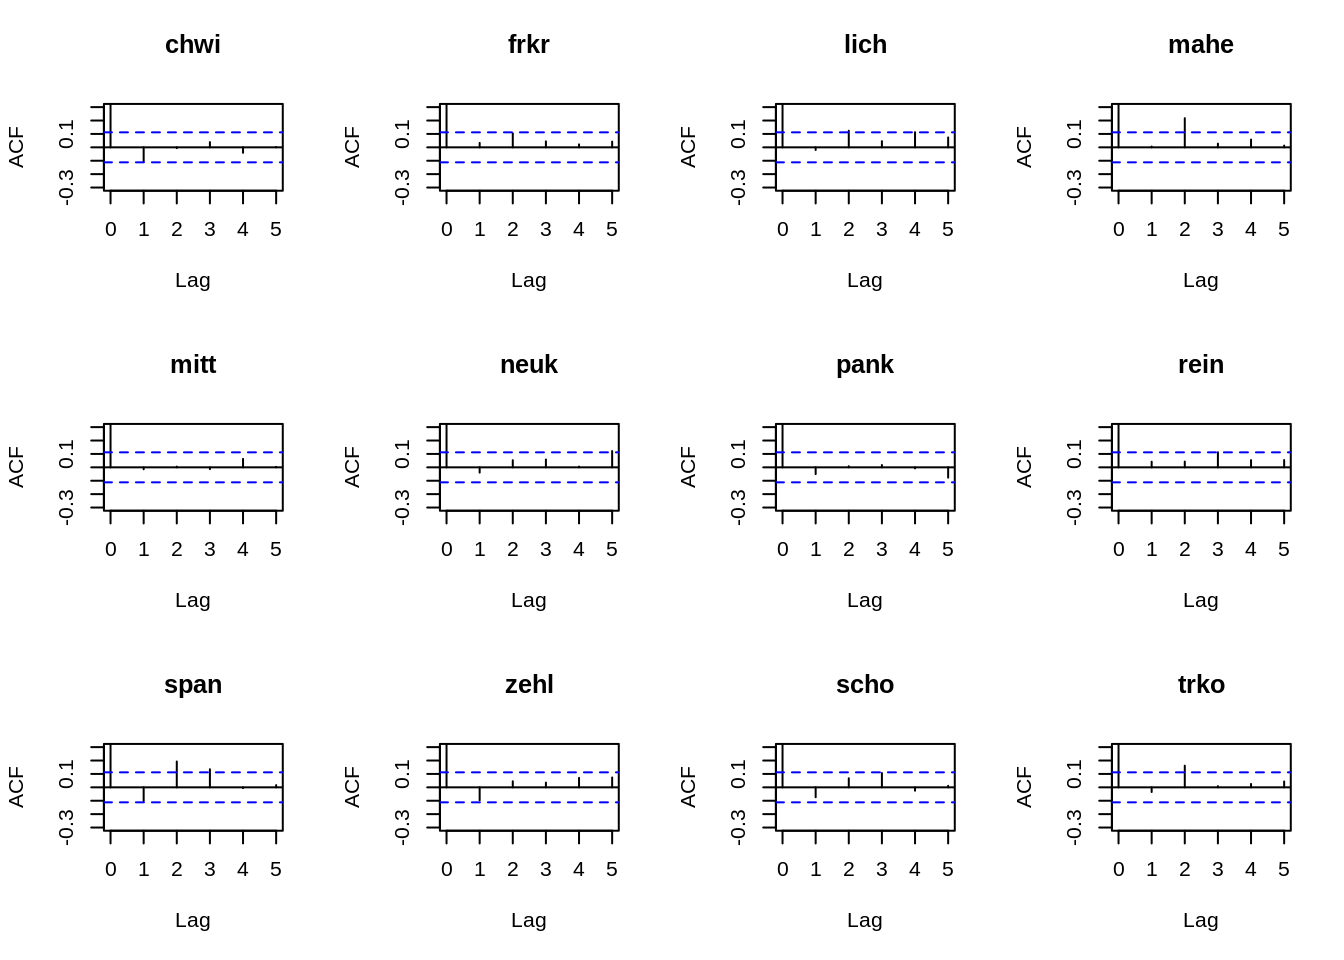 chwi frkr lich mahe
ACF -0.3 0.1 ACF -0.3 0.1 ACF -0.3 0.1 ACF -0.3 0.1
0 1 2 3 4 5 0 1 2 3 4 5 0 1 2 3 4 5 0 1 2 3 4 5
Lag Lag Lag Lag
mitt neuk pank rein
ACF -0.3 0.1 ACF -0.3 0.1 ACF -0.3 0.1 ACF -0.3 0.1
0 1 2 3 4 5 0 1 2 3 4 5 0 1 2 3 4 5 0 1 2 3 4 5
Lag Lag Lag Lag
span zehl scho trko
ACF -0.3 0.1 ACF -0.3 0.1 ACF -0.3 0.1 ACF -0.3 0.1
0 1 2 3 4 5 0 1 2 3 4 5 0 1 2 3 4 5 0 1 2 3 4 5
Lag Lag Lag Lag